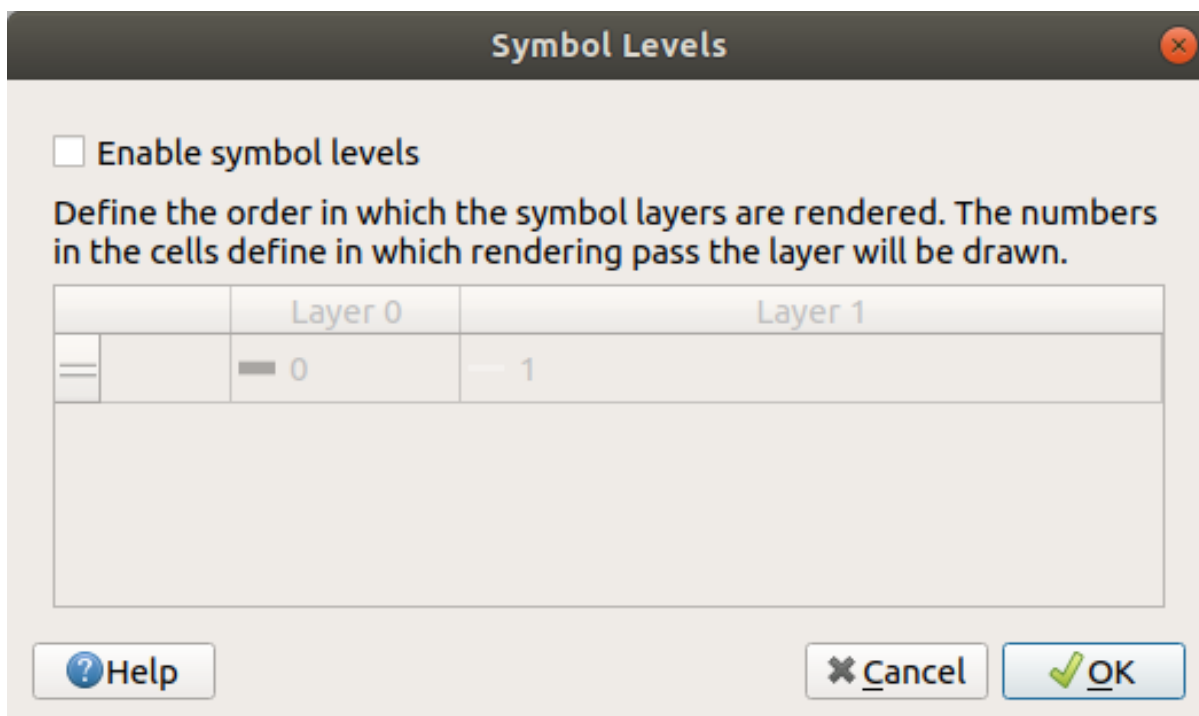 Symbol Levels
Enable symbol levels
Define the order in which the symbol layers are rendered. The numbers
in the cells define in which rendering pass the layer will be drawn.
Layer 0 Layer 1
0 1
Help Cancel OK